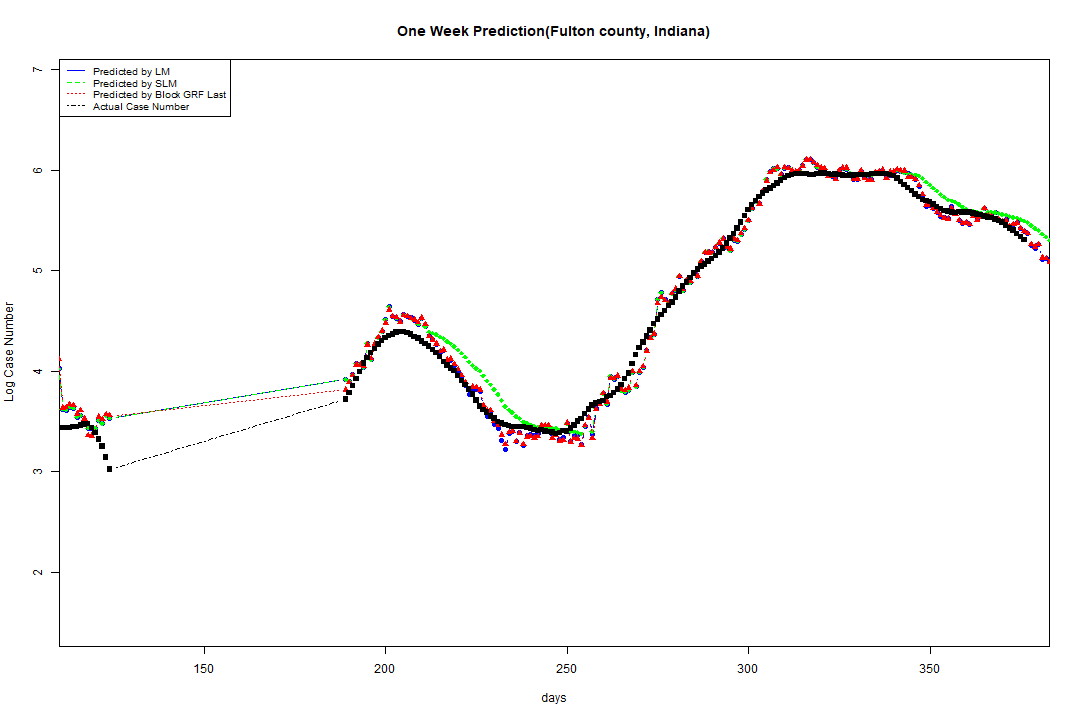 One Week Prediction(Fulton county, Indiana)
Predicted by LM
Predicted by SLM
Predicted by Block GRF Last
Actual Case Number
7
6
5
4
3
2
Log Case Number
150 200 250 300 350
days